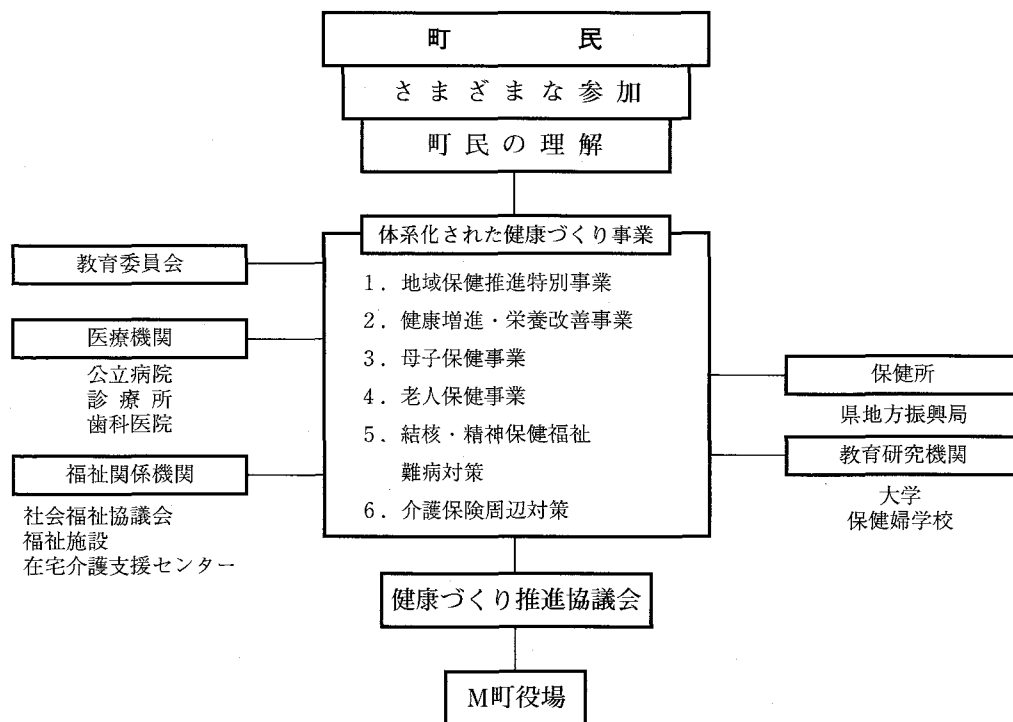 町民
さまざまな参加
町民の理解
体系化された健康づくり事業
1．地域保健推進特別事業
2．健康増進・栄養改善事業
3．母子保健事業
4．老人保健事業
5．結核・精神保健福祉
難病対策
6．介護保険周辺対策
教育委員会
医療機関
公立病院
診療所
歯科医院
福祉関係機関
社会福祉協議会
福祉施設
在宅介護支援センター
保健所
県地方振興局
教育研究機関
大学
保健婦学校
健康づくり推進協議会
M町役場